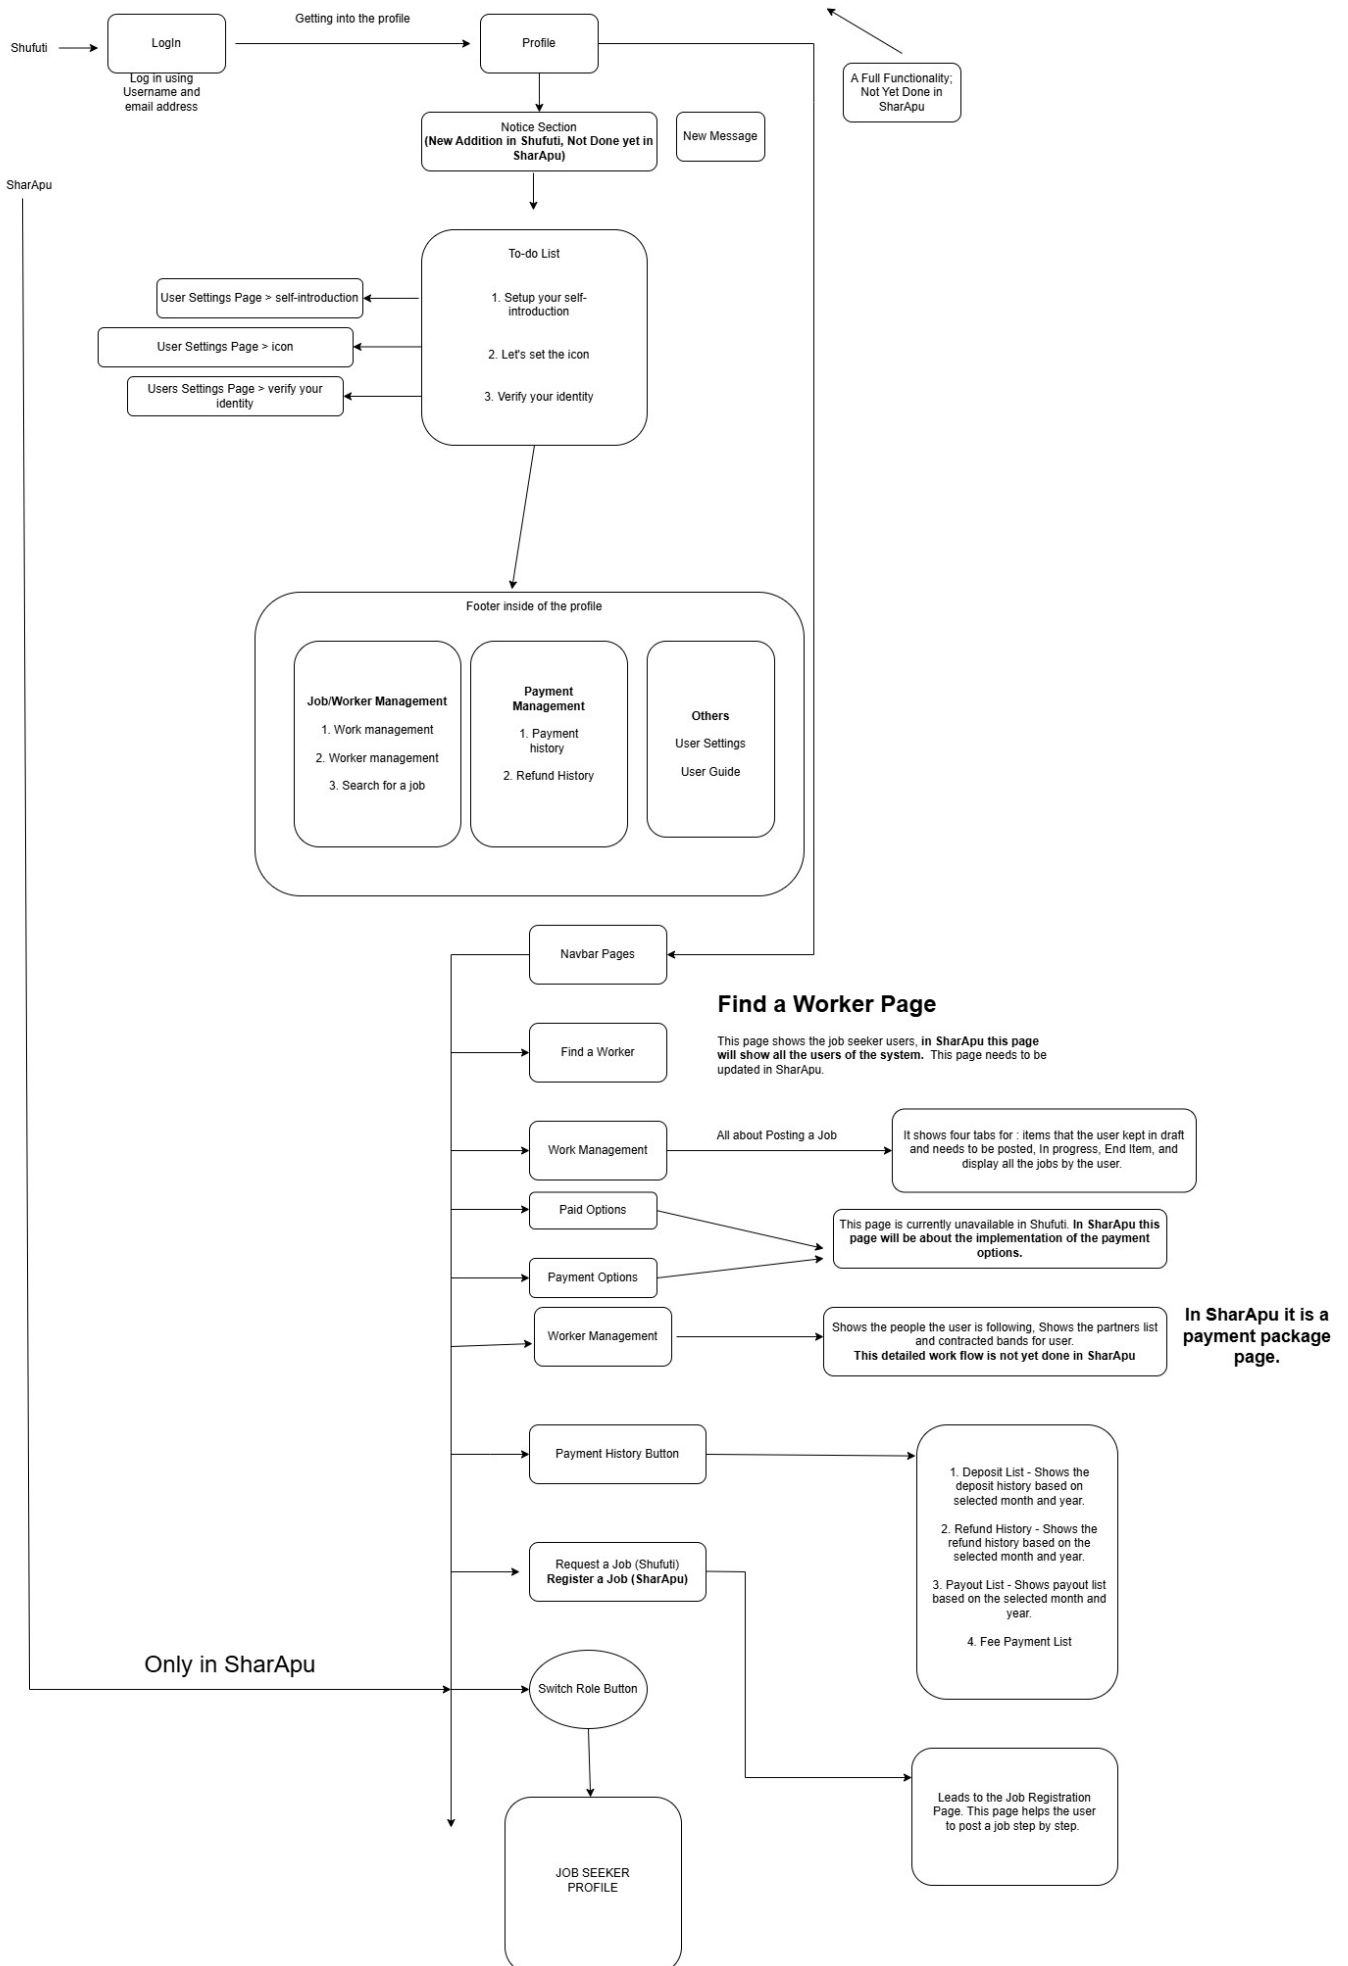 Getting into the profile
Shufuti
LogIn
Profile
Log in using
Username and
email address
A Full Functionality;
Not Yet Done in
SharApu
Notice Section
(New Addition in Shufuti, Not Done yet in
SharApu)
New Message
SharApu
To-do List
1. Setup your self-
introduction
2. Let's set the icon
3. Verify your identity
User Settings Page > self-introduction
User Settings Page > icon
Users Settings Page > verify your
identity
Footer inside of the profile
Job/Worker Management
1. Work management
2. Worker management
3. Search for a job
Payment
Management
1. Payment
history
2. Refund History
Others
User Settings
User Guide
Navbar Pages
Find a Worker Page
This page shows the job seeker users, in SharApu this page
will show all the users of the system. This page needs to be
updated in SharApu.
Find a Worker
Work Management
All about Posting a Job
It shows four tabs for : items that the user kept in draft
and needs to be posted, In progress, End Item, and
display all the jobs by the user.
Paid Options
This page is currently unavailable in Shufuti. In SharApu this
page will be about the implementation of the payment
options.
Payment Options
Worker Management
Shows the people the user is following, Shows the partners list
and contracted bands for user.
This detailed work flow is not yet done in SharApu
In SharApu it is a
payment package
page.
Payment History Button
1. Deposit List - Shows the
deposit history based on
selected month and year.
2. Refund History - Shows the
refund history based on the
selected month and year.
3. Payout List - Shows payout list
based on the selected month and
year.
4. Fee Payment List
Request a Job (Shufuti)
Register a Job (SharApu)
Only in SharApu
Switch Role Button
Leads to the Job Registration
Page. This page helps the user
to post a job step by step.
JOB SEEKER
PROFILE